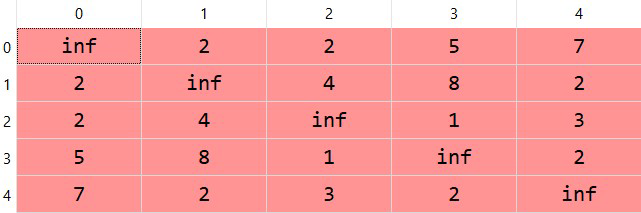 0 1 2 3 4
0 inf 2 2 5 7
1 2 inf 4 8 2
2 2 4 inf 1 3
3 5 8 1 inf 2
4 7 2 3 2 inf